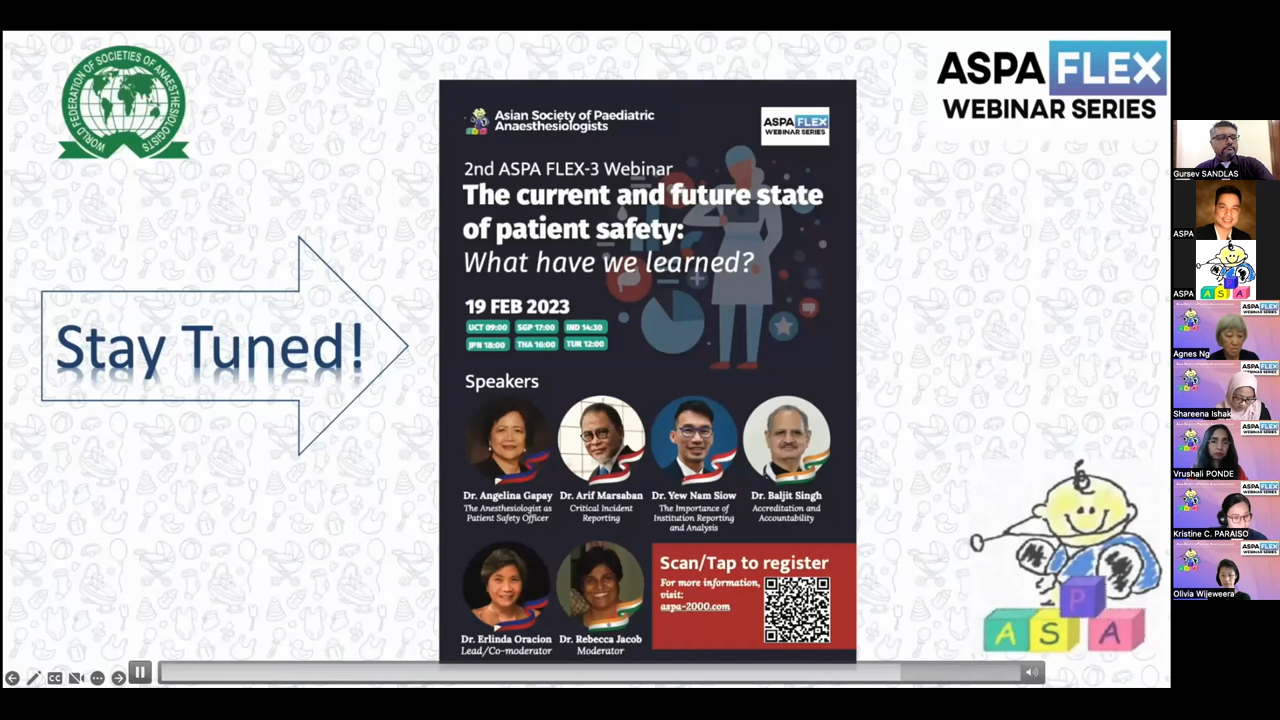 WORLD FEDERATION OF SOCIETIES OF ANAESTHESIOLOGISTS
ASPA FLEX
WEBINAR SERIES
Stay Tuned!
Asian Society of Paediatric
Anaesthesiologists
ASPA FLEX
WEBINAR SERIES
2nd ASPA FLEX-3 Webinar
The current and future state
of patient safety:
What have we learned?
19 FEB 2023
UCT 09:00 SGP 17:00 IND 14:30
JPN 18:00 THA 16:00 TUR 12:00
Speakers
Dr. Angelina Gapay
The Anesthesiologist as
Patient Safety Officer
Dr. Arif Marsaban
Critical Incident
Reporting
Dr. Yew Nam Siow
The Importance of
Institution Reporting
and Analysis
Dr. Baljit Singh
Accreditation and
Accountability
Dr. Erlinda Oracion
Lead/Co-moderator
Dr. Rebecca Jacob
Moderator
Scan/Tap to register
For more information,
visit:
aspa-2000.com
P
A S A
CC
Gursev SANDLAS
ASPA
ASPA
Agnes Ng
Shareena Ishak
Vrushali PONDE
Kristine C. PARAISO
Olivia Wijeweera